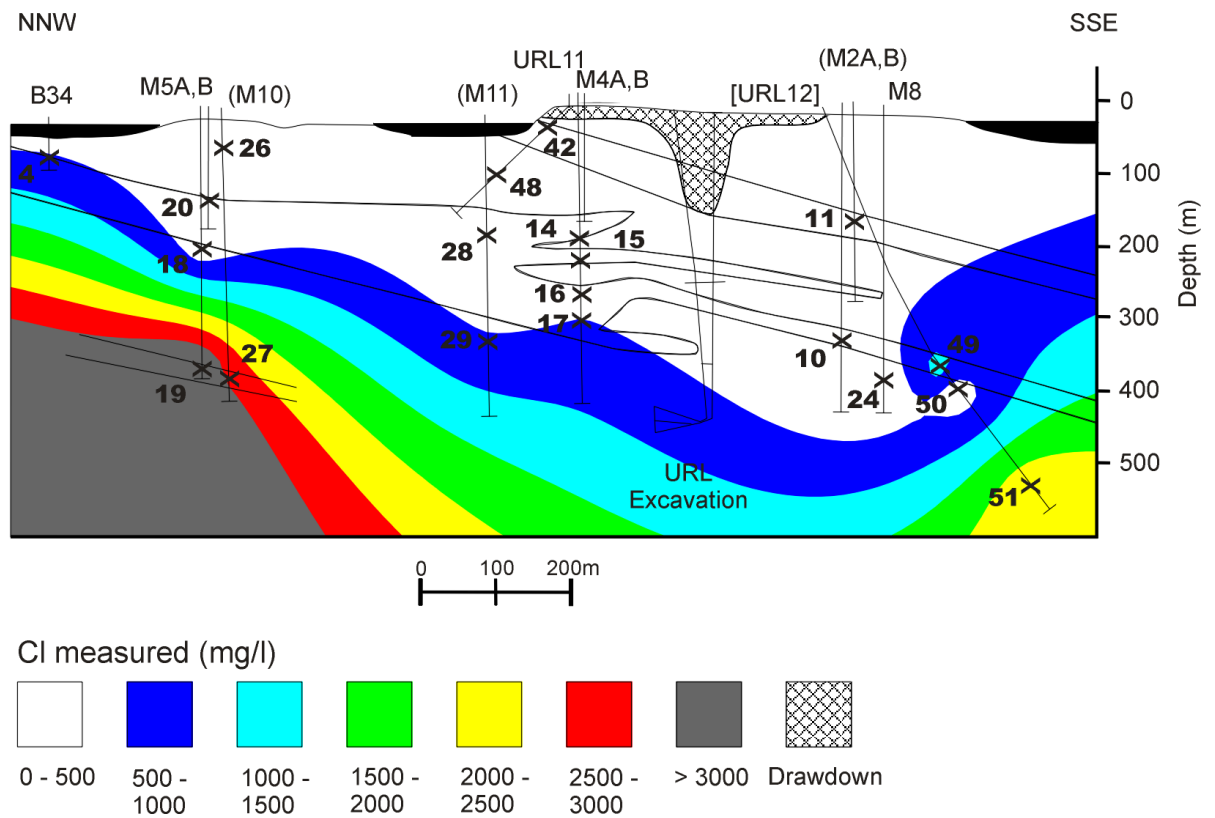 NNW
SSE
URL11
(M2A,B)
B34
M5A,B
(M10)
(M11)
M4A,B
[URL12]
M8
0
26
42
100
4
48
20
11
14
15
200
28
18
16
17
300
29
10
49
27
19
24
50
400
Depth (m)
URL
Excavation
500
51
0 100 200m
Cl measured (mg/l)
0 - 500
500 -
1000
1000 -
1500
1500 -
2000
2000 -
2500
2500 -
3000
> 3000
Drawdown